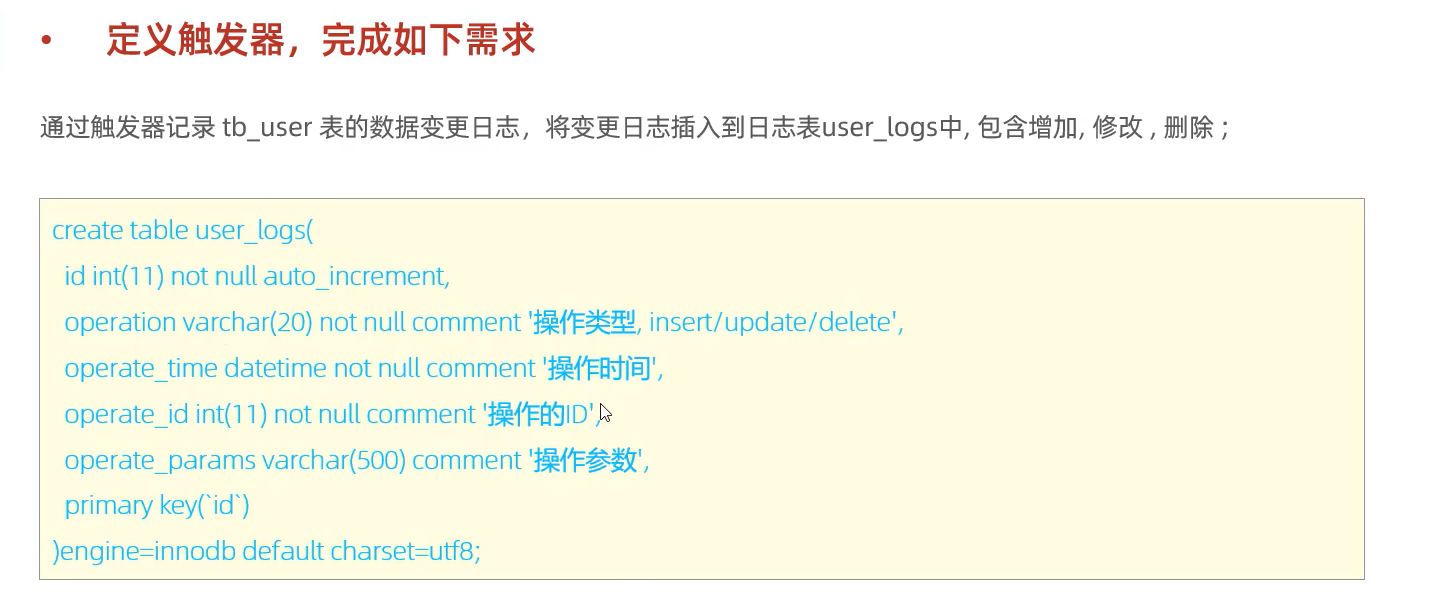 • 定义触发器，完成如下需求
通过触发器记录 tb_user 表的数据变更日志，将变更日志插入到日志表user_logs中, 包含增加, 修改 , 删除 ;
create table user_logs(
id int(11) not null auto_increment,
operation varchar(20) not null comment '操作类型, insert/update/delete',
operate_time datetime not null comment '操作时间',
operate_id int(11) not null comment '操作的ID',
operate_params varchar(500) comment '操作参数',
primary key(`id`)
)engine=innodb default charset=utf8;